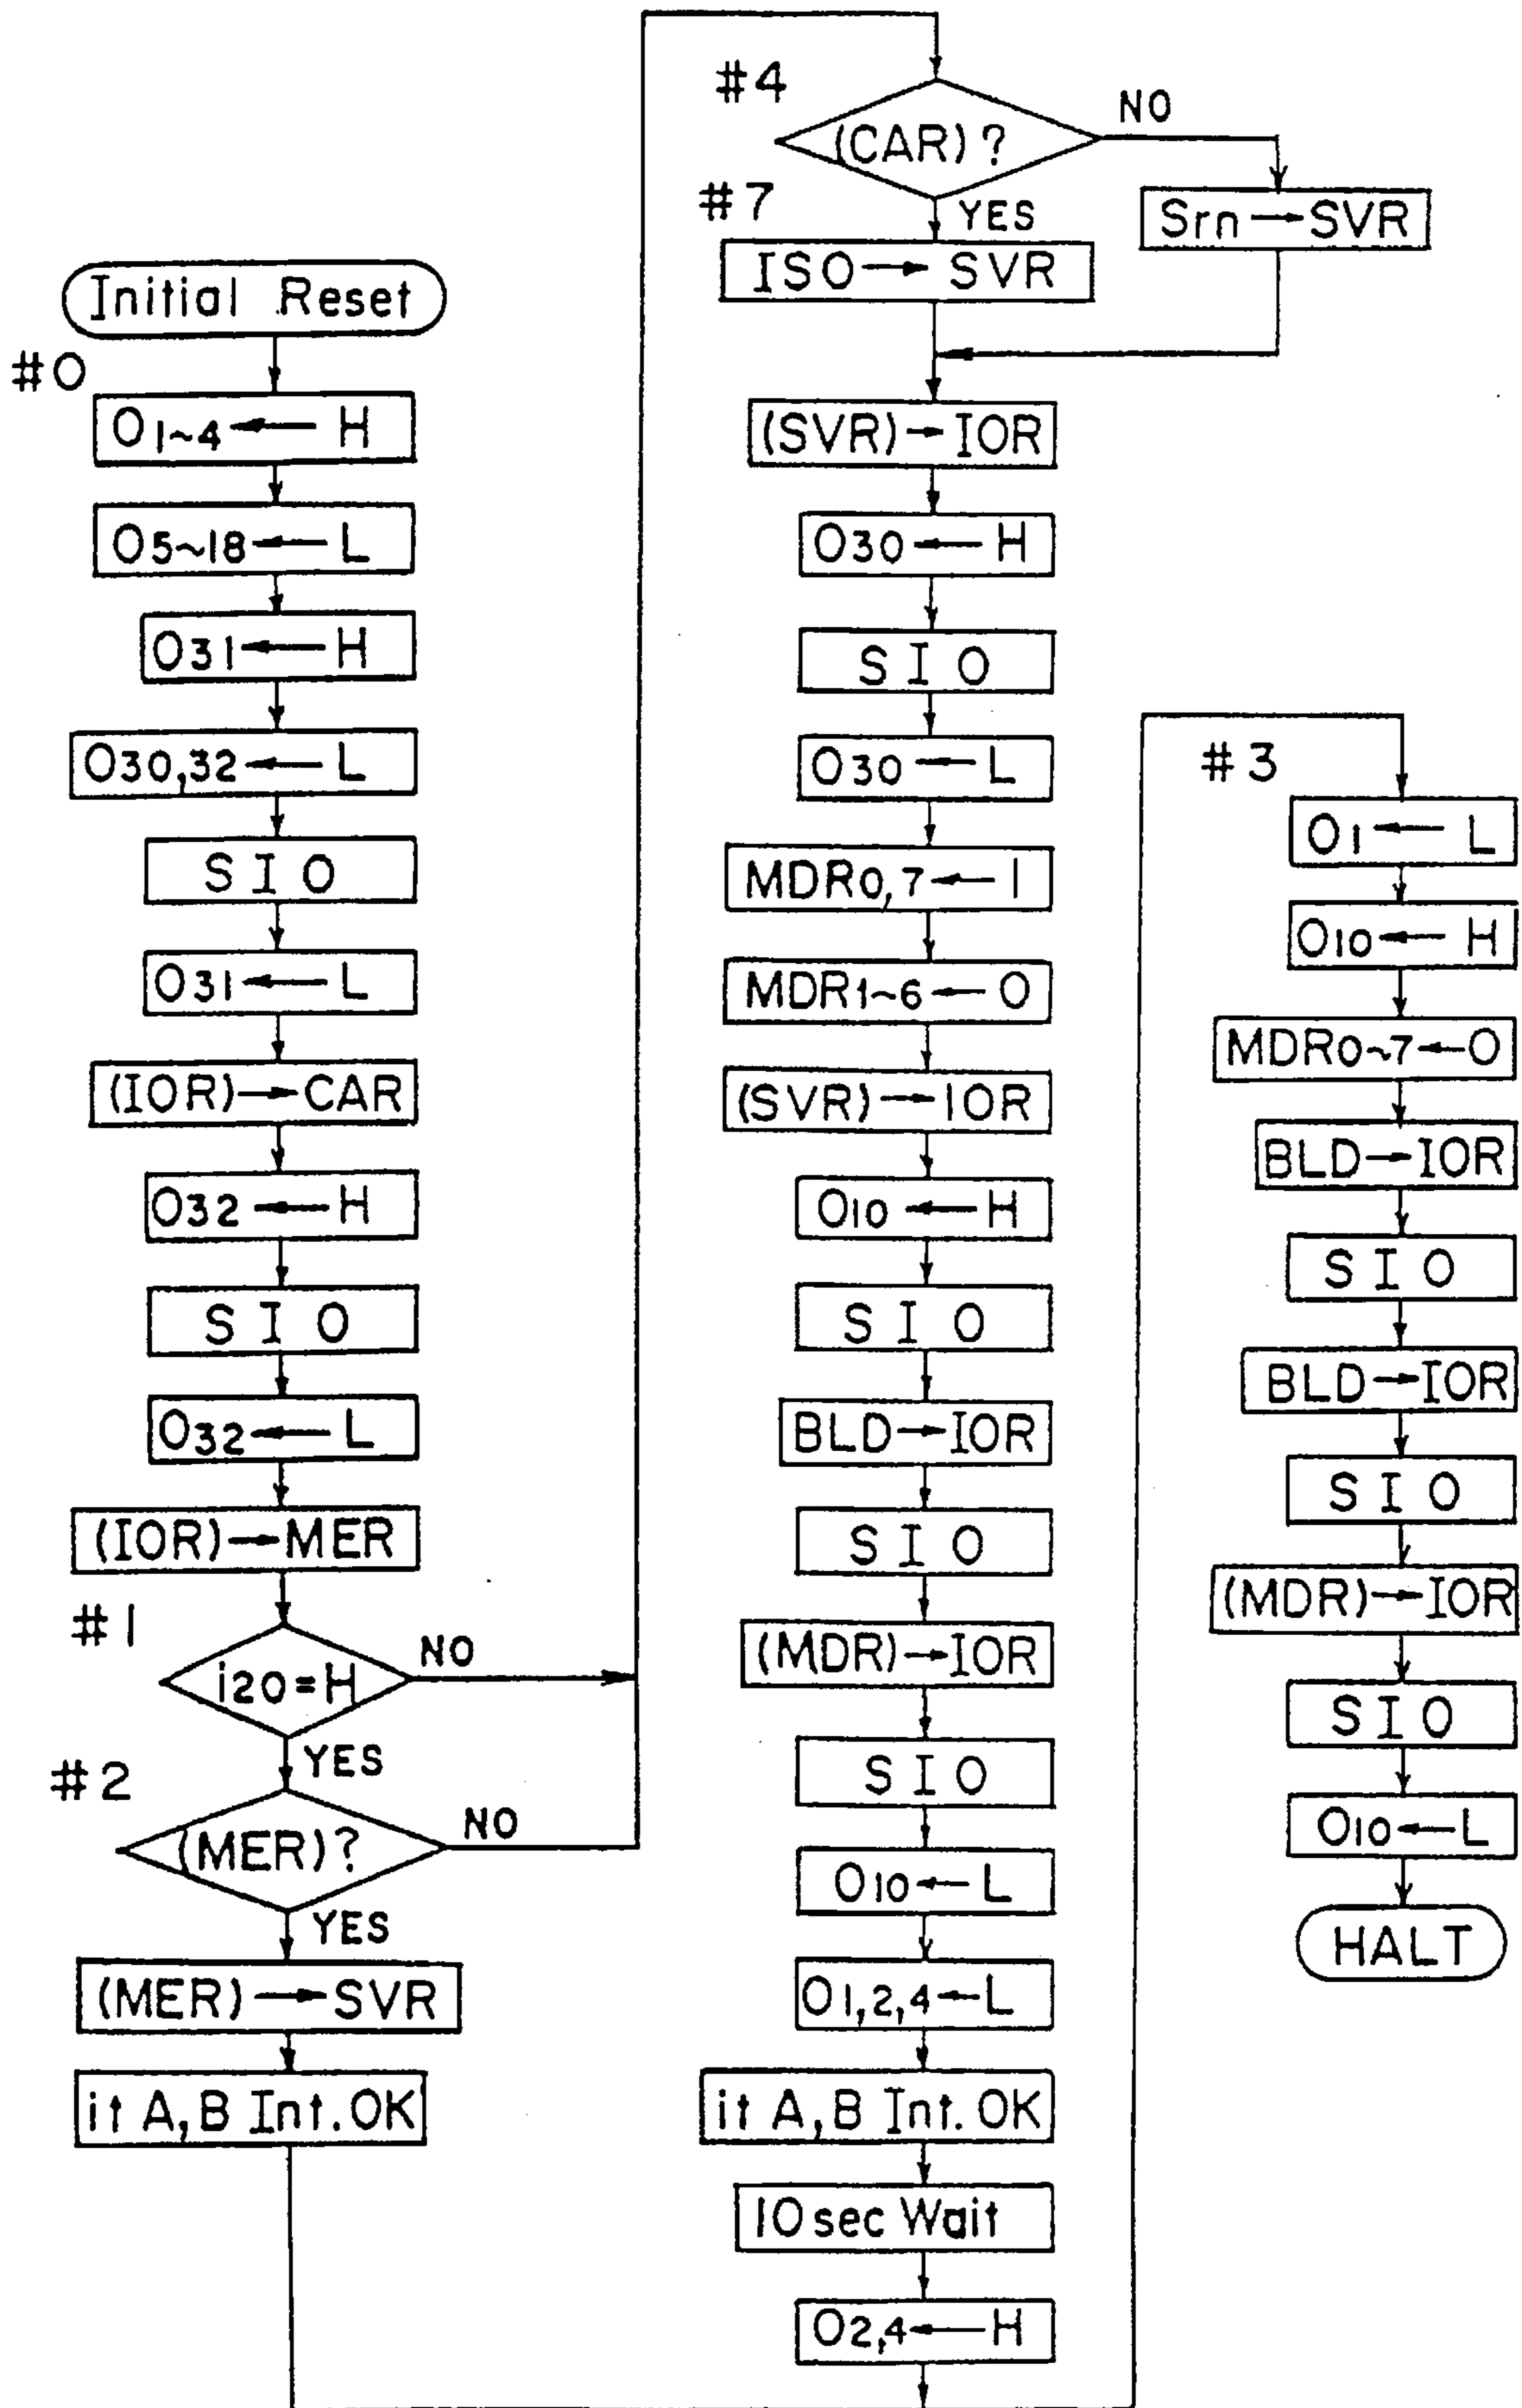 Initial Reset
#0
O1~4 ← H
O5~18 ← L
O31 ← H
O30,32 ← L
SIO
O31 ← L
(IOR) → CAR
O32 ← H
SIO
O32 ← L
(IOR) → MER
#1
i20=H
NO
YES
#2
(MER)?
NO
YES
(MER) → SVR
it A,B Int.OK
#4
(CAR)?
NO
YES
Srn → SVR
#7
ISO → SVR
(SVR) → IOR
O30 ← H
SIO
O30 ← L
MDR0,7 ← 1
MDR1~6 ← 0
(SVR) → IOR
O10 ← H
SIO
BLD → IOR
SIO
(MDR) → IOR
SIO
O10 ← L
O1,2,4 ← L
it A,B Int.OK
10sec Wait
O2,4 ← H
#3
O1 ← L
O10 ← H
MDR0~7 ← 0
BLD → IOR
SIO
BLD → IOR
SIO
(MDR) → IOR
SIO
O10 ← L
HALT